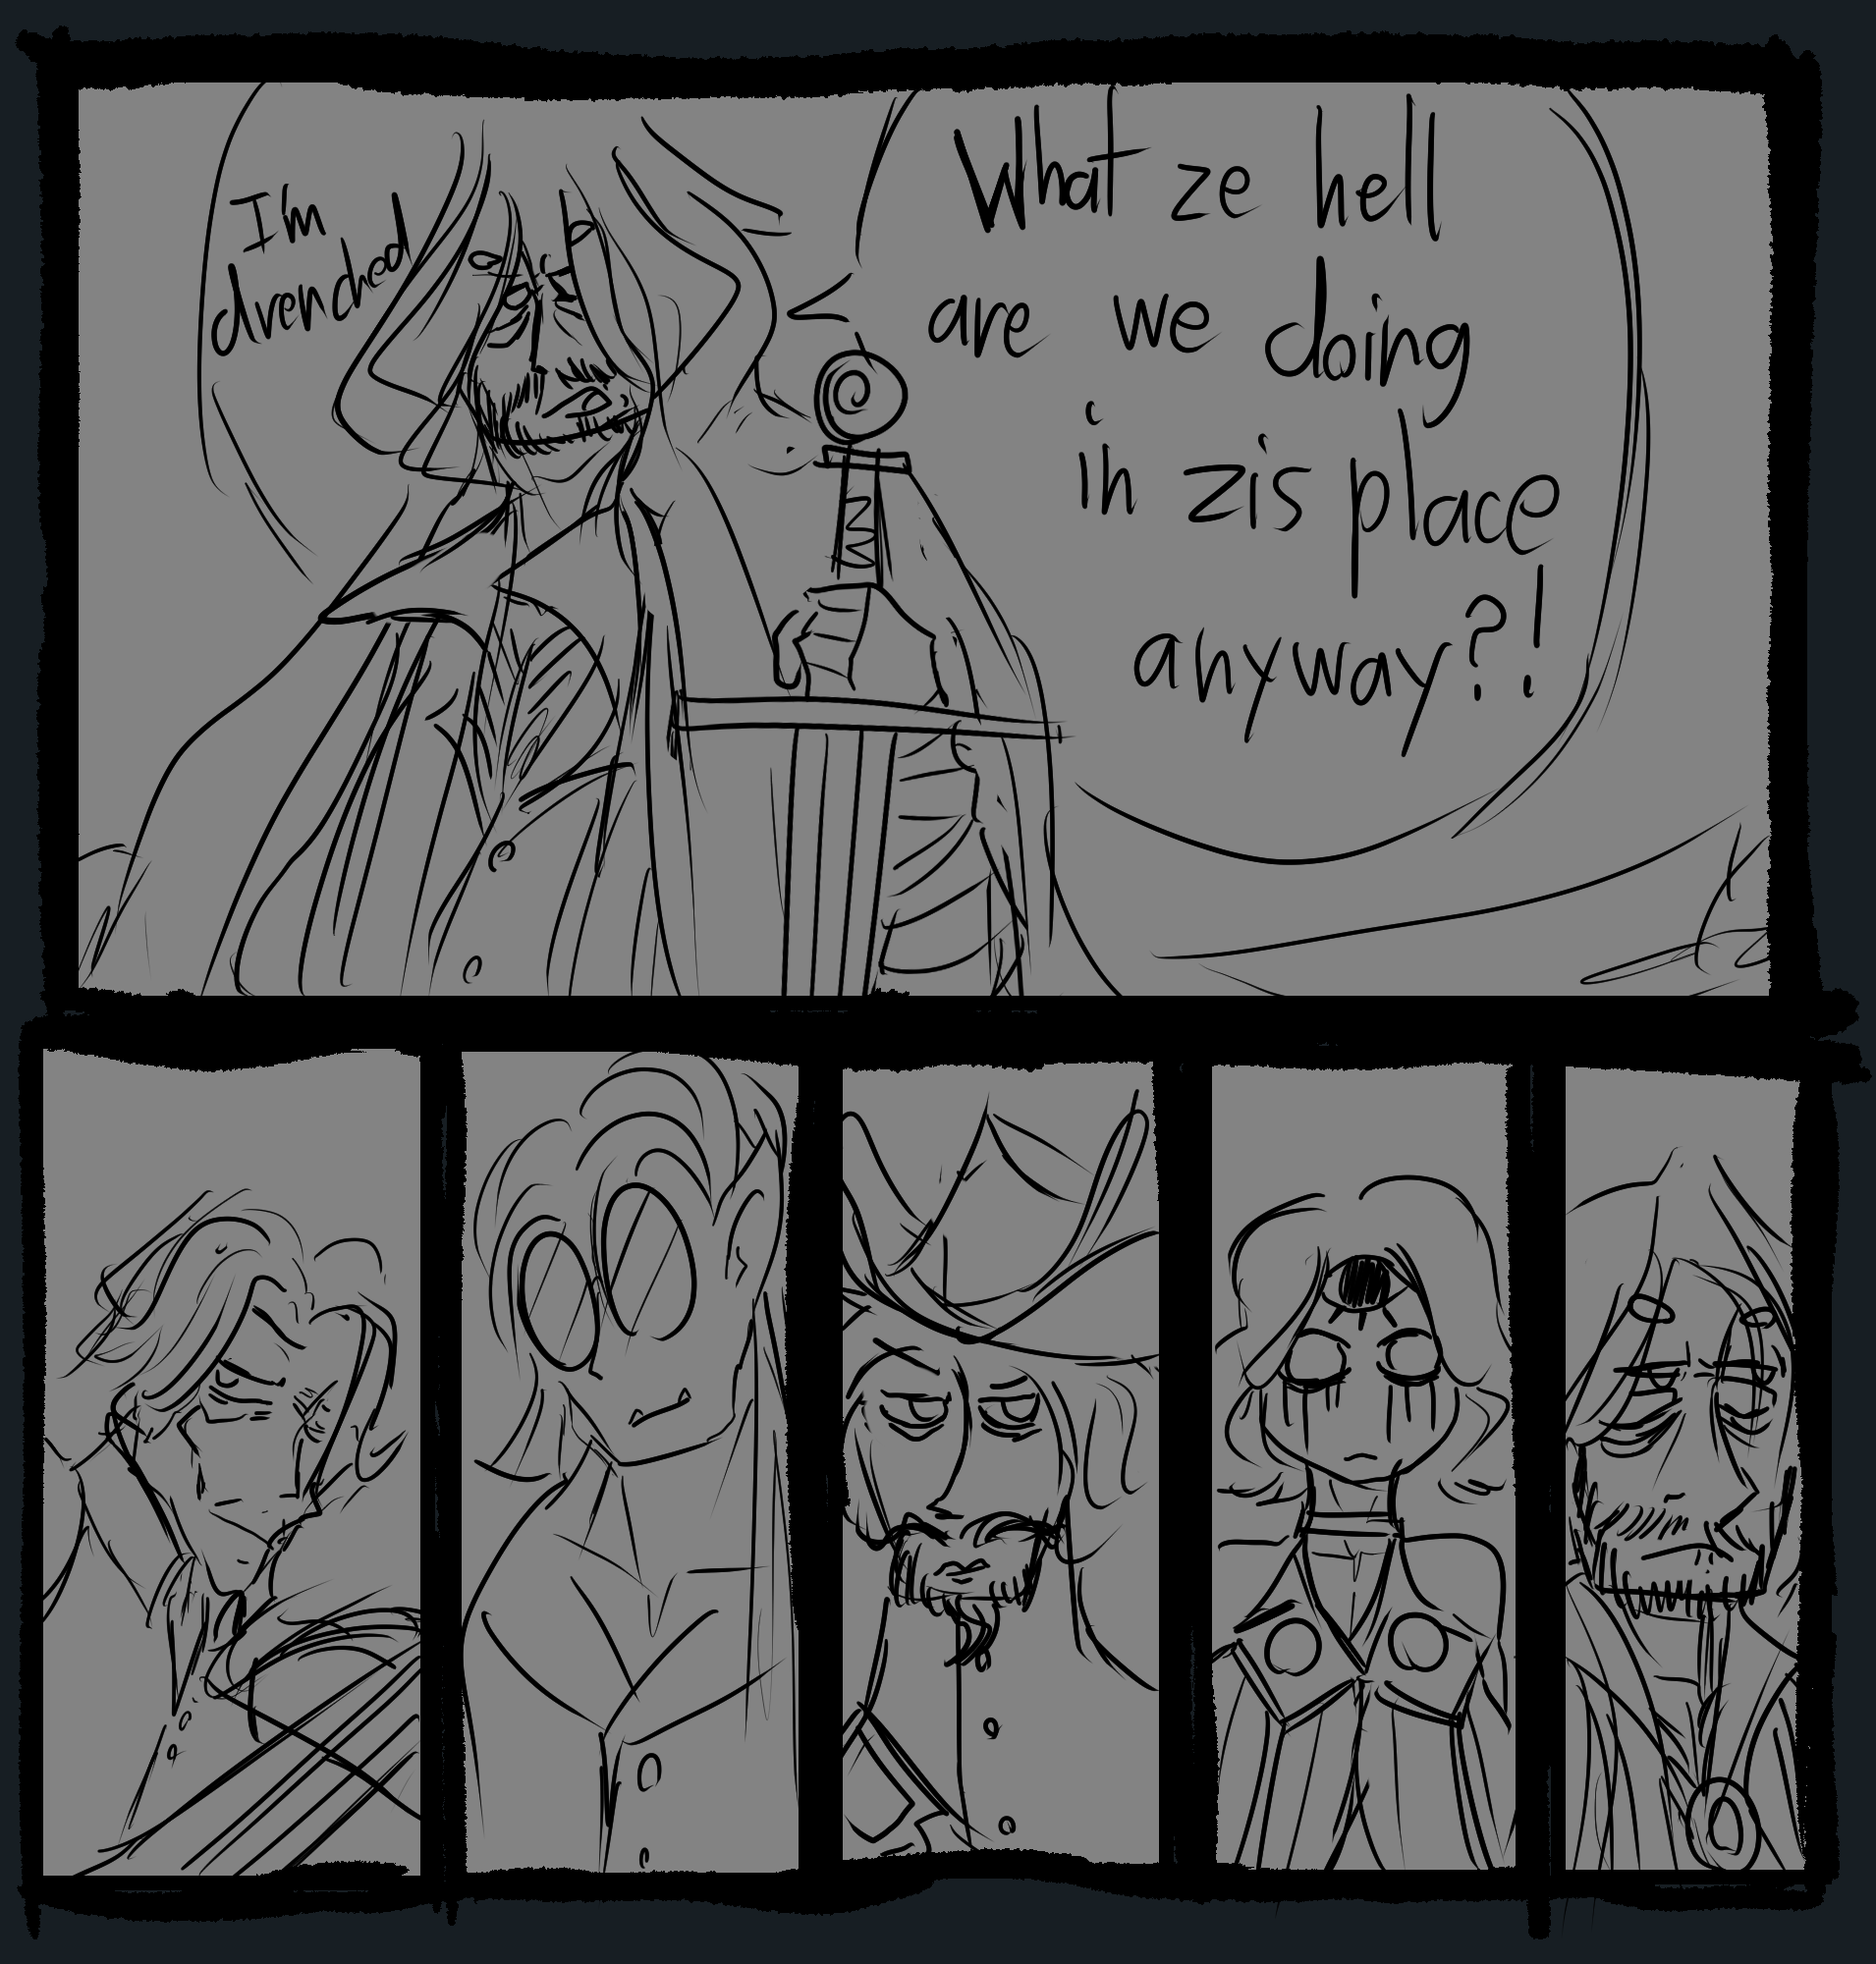 I'm
drenched
What ze hell
are we doing
in zis place
anyway?!